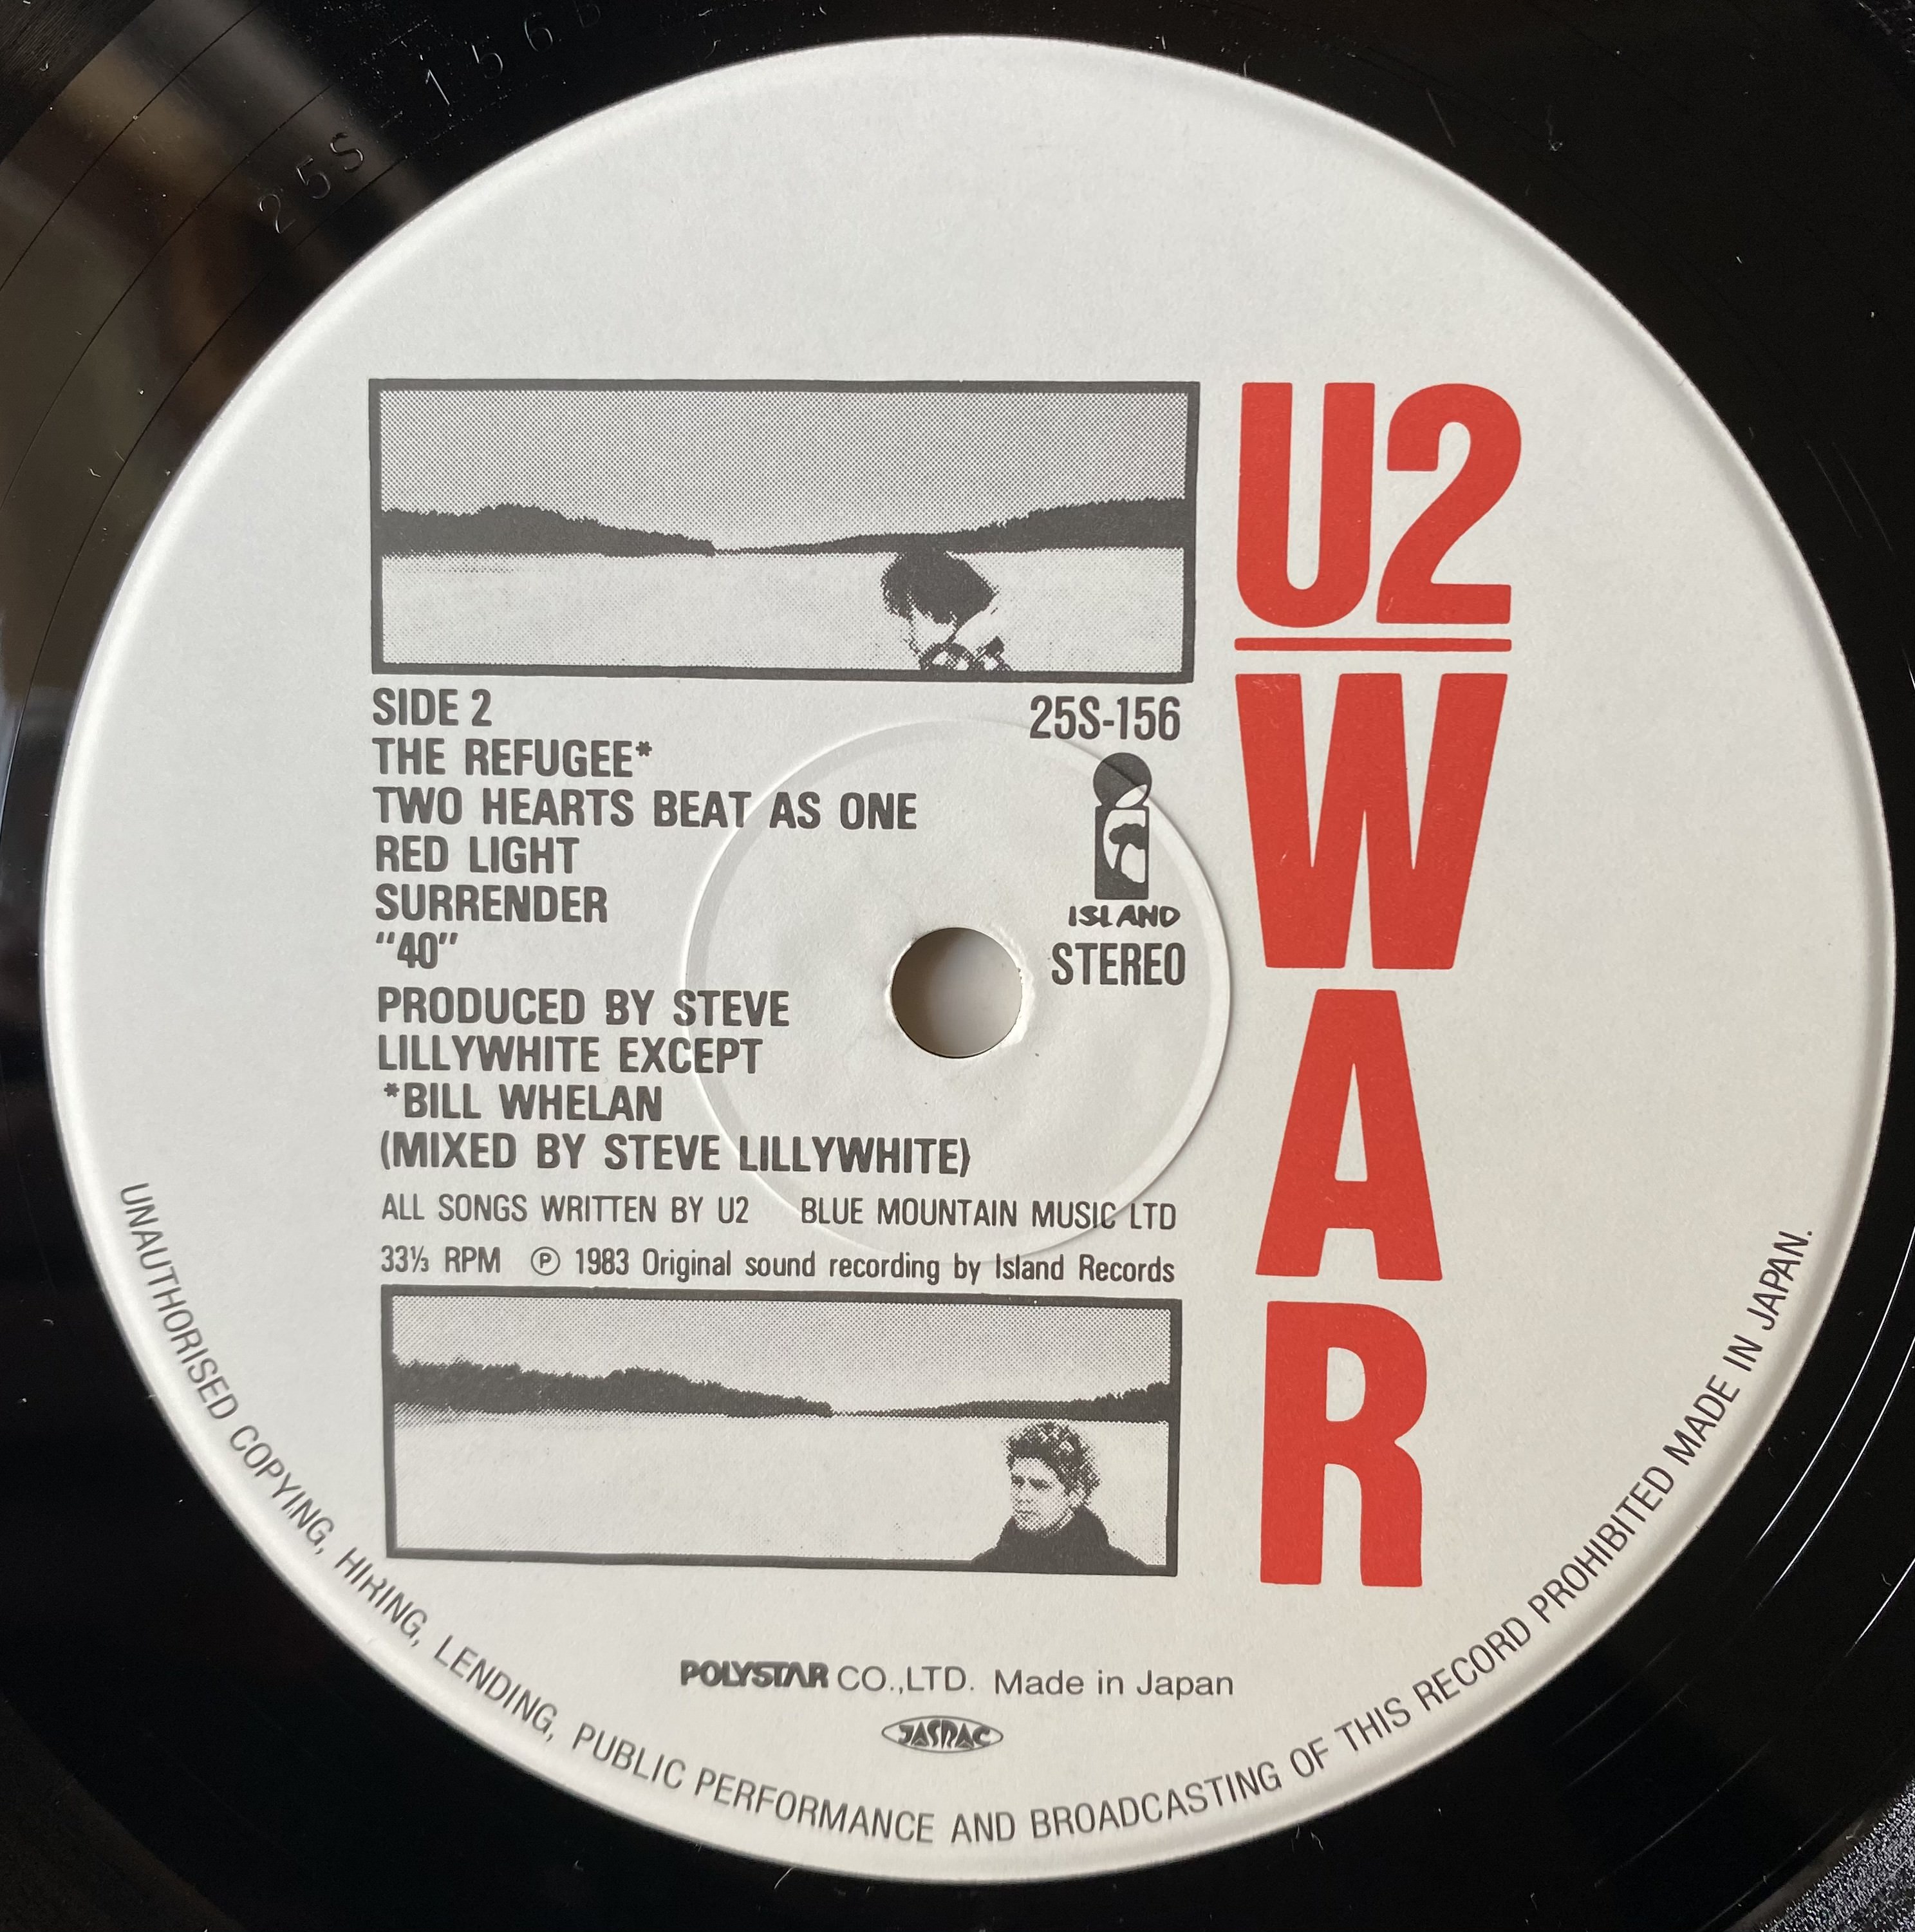 25S 156B
U2
WAR
SIDE 2
25S-156
THE REFUGEE*
TWO HEARTS BEAT AS ONE
RED LIGHT
SURRENDER
"40"
ISLAND
STEREO
PRODUCED BY STEVE
LILLYWHITE EXCEPT
*BILL WHELAN
(MIXED BY STEVE LILLYWHITE)
ALL SONGS WRITTEN BY U2 BLUE MOUNTAIN MUSIC LTD
33⅓ RPM Ⓟ 1983 Original sound recording by Island Records
POLYSTAR CO.,LTD. Made in Japan
JASRAC
UNAUTHORISED COPYING, HIRING, LENDING, PUBLIC PERFORMANCE AND BROADCASTING OF THIS RECORD PROHIBITED MADE IN JAPAN.